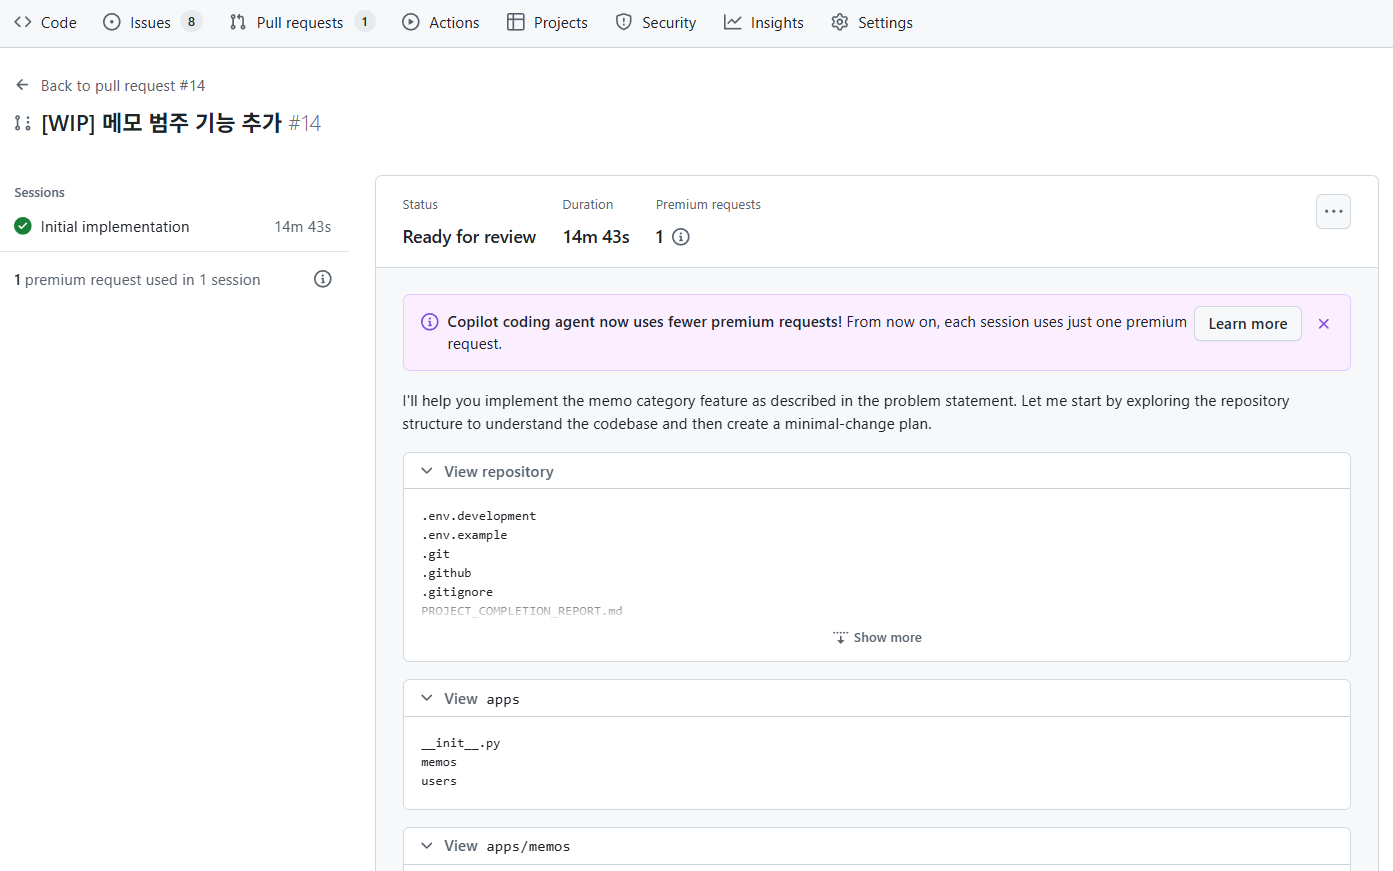 Code Issues 8 Pull requests 1 Actions Projects Security Insights Settings
Back to pull request #14
[WIP] 메모 범주 기능 추가 #14
Sessions
Initial implementation 14m 43s
1 premium request used in 1 session
Status Duration Premium requests
Ready for review 14m 43s 1
Copilot coding agent now uses fewer premium requests! From now on, each session uses just one premium
request.
Learn more
I'll help you implement the memo category feature as described in the problem statement. Let me start by exploring the repository
structure to understand the codebase and then create a minimal-change plan.
View repository
.env.development
.env.example
.git
.github
.gitignore
PROJECT_COMPLETION_REPORT.md
Show more
View apps
__init__.py
memos
users
View apps/memos